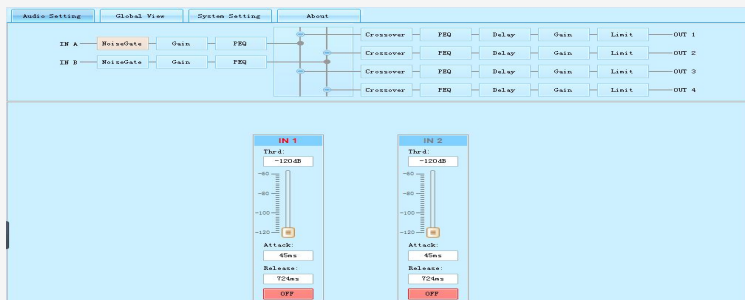 Audio Setting Global View System Setting About
Crossover PEQ Delay Gain Limit OUT 1
IN A NoiseGate Gain PEQ
Crossover PEQ Delay Gain Limit OUT 2
IN B NoiseGate Gain PEQ
Crossover PEQ Delay Gain Limit OUT 3
Crossover PEQ Delay Gain Limit OUT 4
IN 1 IN 2
Thrd: Thrd:
-120dB -120dB
-60 -60
-80 -80
-100 -100
-120 -120
Attack: Attack:
45ms 45ms
Release: Release:
724ms 724ms
OFF OFF